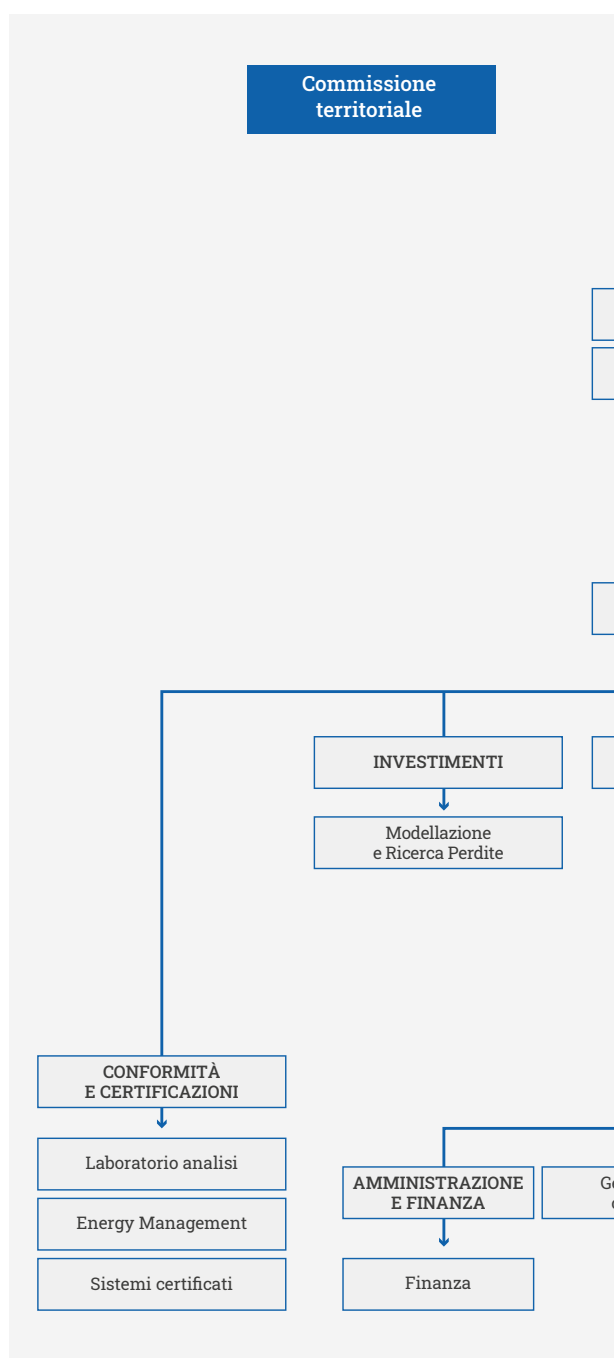 Commissione
territoriale
INVESTIMENTI
Modellazione
e Ricerca Perdite
CONFORMITÀ
E CERTIFICAZIONI
Laboratorio analisi
Energy Management
Sistemi certificati
AMMINISTRAZIONE
E FINANZA
Finanza